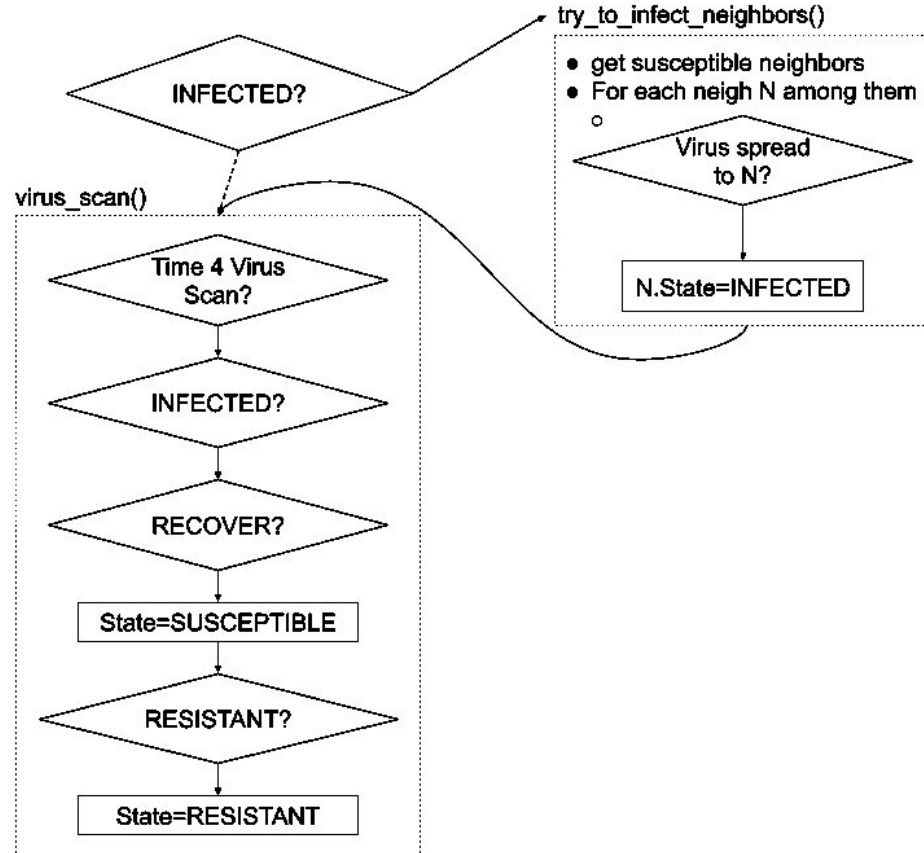 try_to_infect_neighbors()
INFECTED?
● get susceptible neighbors
● For each neigh N among them
○
Virus spread
to N?
N.State=INFECTED
virus_scan()
Time 4 Virus
Scan?
INFECTED?
RECOVER?
State=SUSCEPTIBLE
RESISTANT?
State=RESISTANT